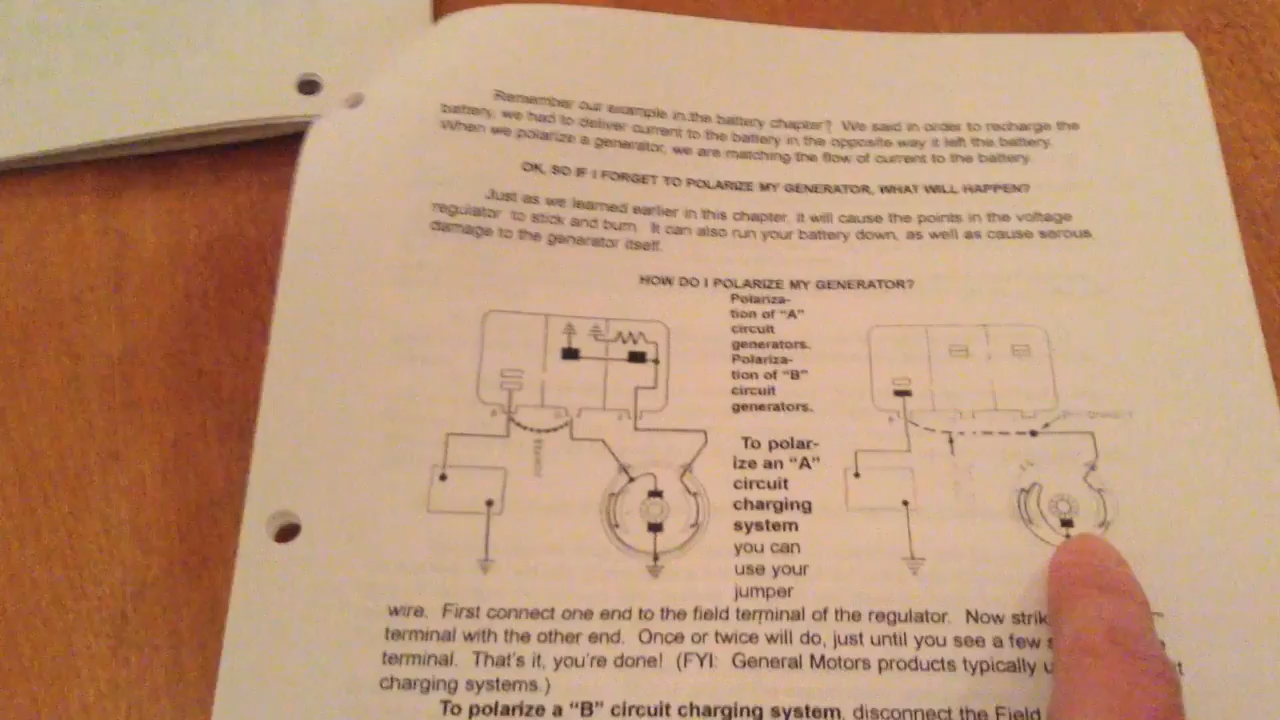 Remember our example in the battery chapter? We said in order to recharge the
battery, we had to deliver current to the battery in the opposite way it left the battery.
When we polarize a generator, we are matching the flow of current to the battery.
OK, SO IF I FORGET TO POLARIZE MY GENERATOR, WHAT WILL HAPPEN?
Just as we learned earlier in this chapter, it will cause the points in the voltage
regulator to stick and burn. It can also run your battery down, as well as cause serous
damage to the generator itself.
HOW DO I POLARIZE MY GENERATOR?
Polariza-
tion of "A"
circuit
generators.
Polariza-
tion of "B"
circuit
generators.
To polar-
ize an "A"
circuit
charging
system
you can
use your
jumper
wire. First connect one end to the field terminal of the regulator. Now strik
terminal with the other end. Once or twice will do, just until you see a few s
terminal. That's it, you're done! (FYI: General Motors products typically u
charging systems.)
To polarize a "B" circuit charging system, disconnect the Field